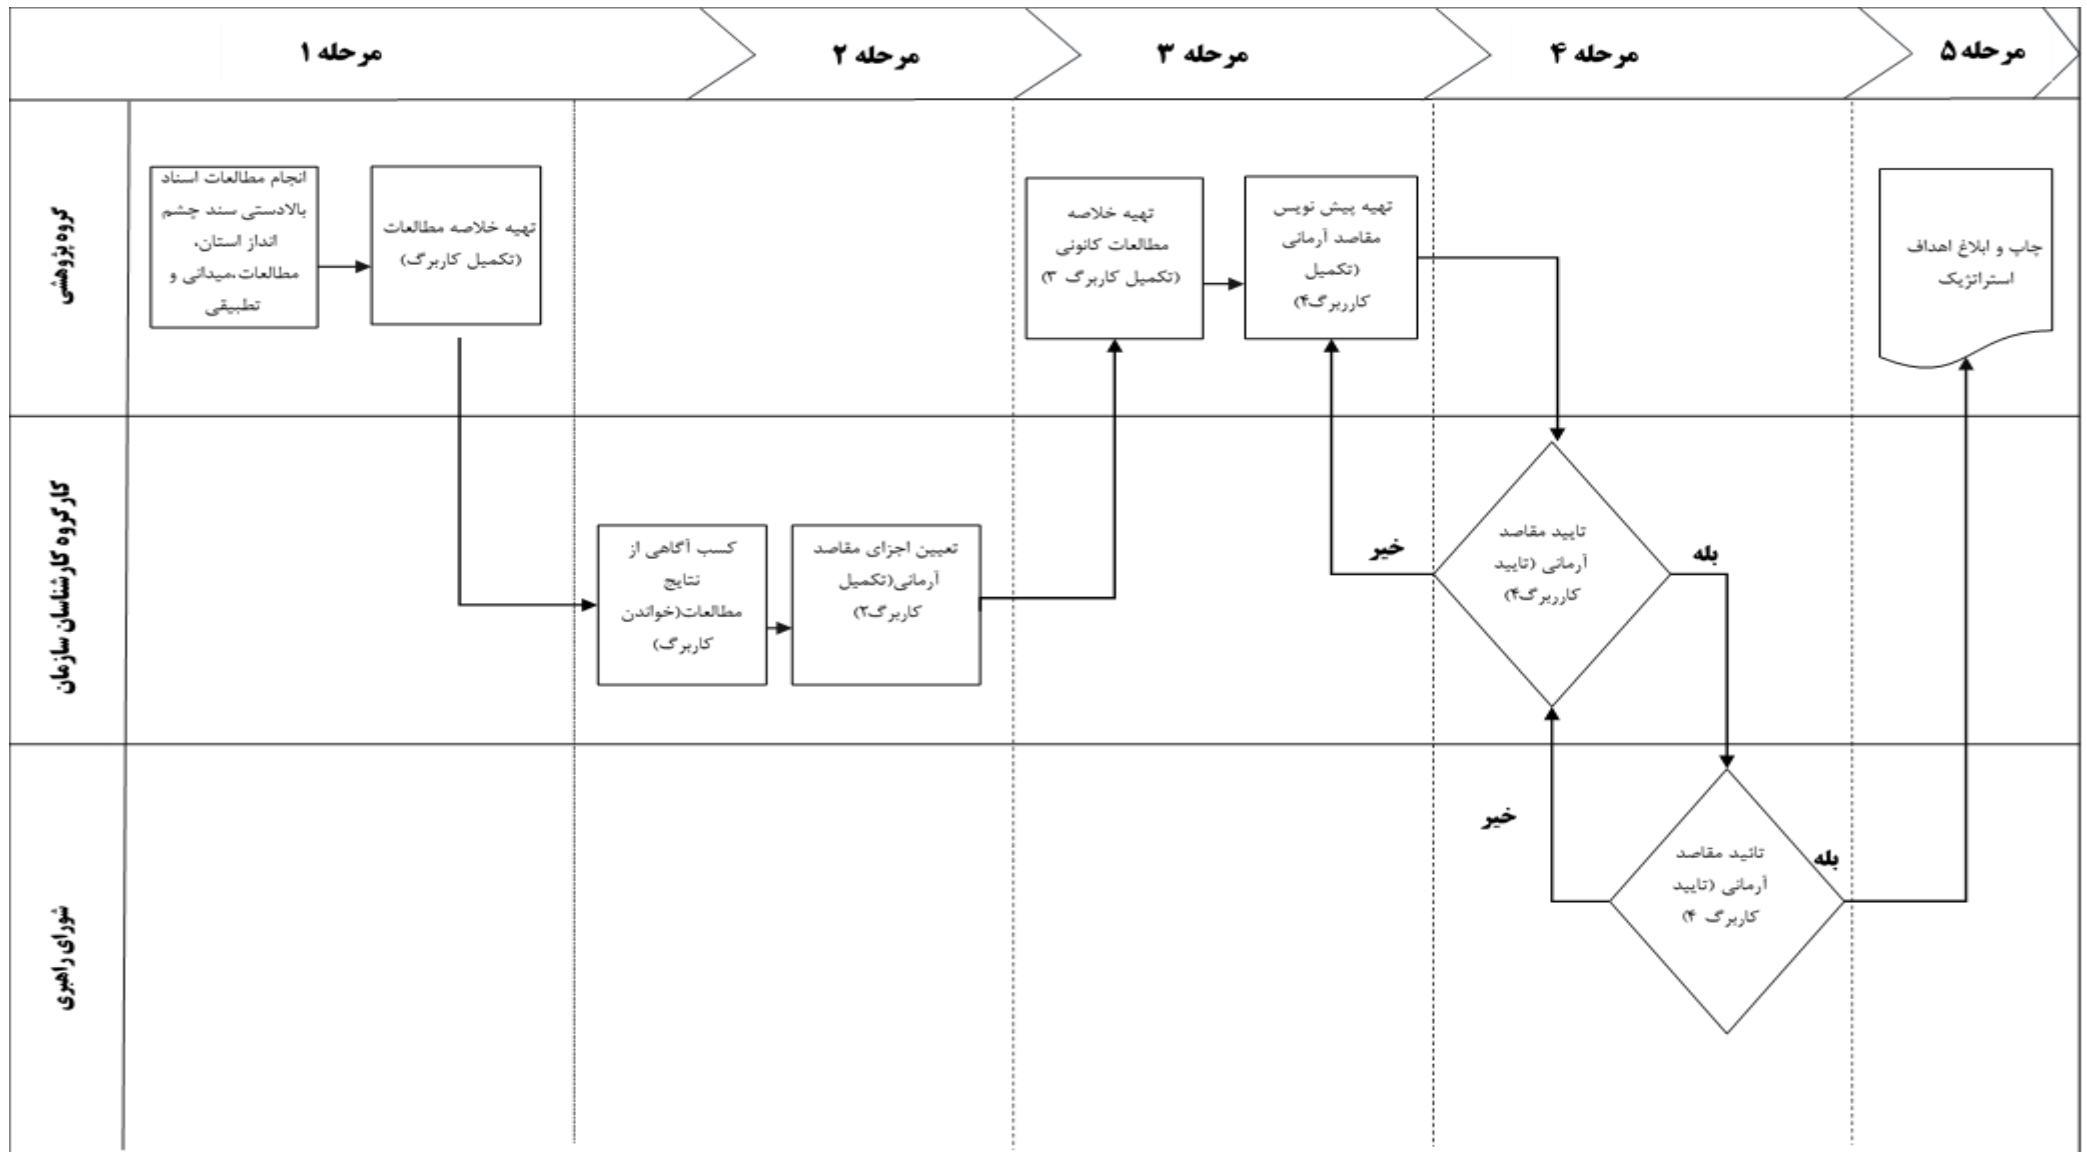 مرحله ۱
مرحله ۲
مرحله ۳
مرحله ۴
مرحله ۵
گروه پژوهشی
انجام مطالعات اسناد
بالادستی سند چشم
انداز استان،
مطالعات،میدانی و
تطبیقی
تهیه خلاصه مطالعات
(تکمیل کاربرگ)
تهیه خلاصه
مطالعات کانونی
(تکمیل کاربرگ ۳)
تهیه پیش نویس
مقاصد آرمانی
(تکمیل
کارربرگ۴)
چاپ و ابلاغ اهداف
استراتژیک
کارگروه کارشناسان سازمان
کسب آگاهی از
نتایج
مطالعات(خواندن
کاربرگ)
تعیین اجزای مقاصد
آرمانی(تکمیل
کاربرگ۲)
خیر
تایید مقاصد
آرمانی (تایید
کارربرگ۴)
بله
شورای راهبری
خیر
تائید مقاصد
آرمانی (تایید
کاربرگ ۴)
بله